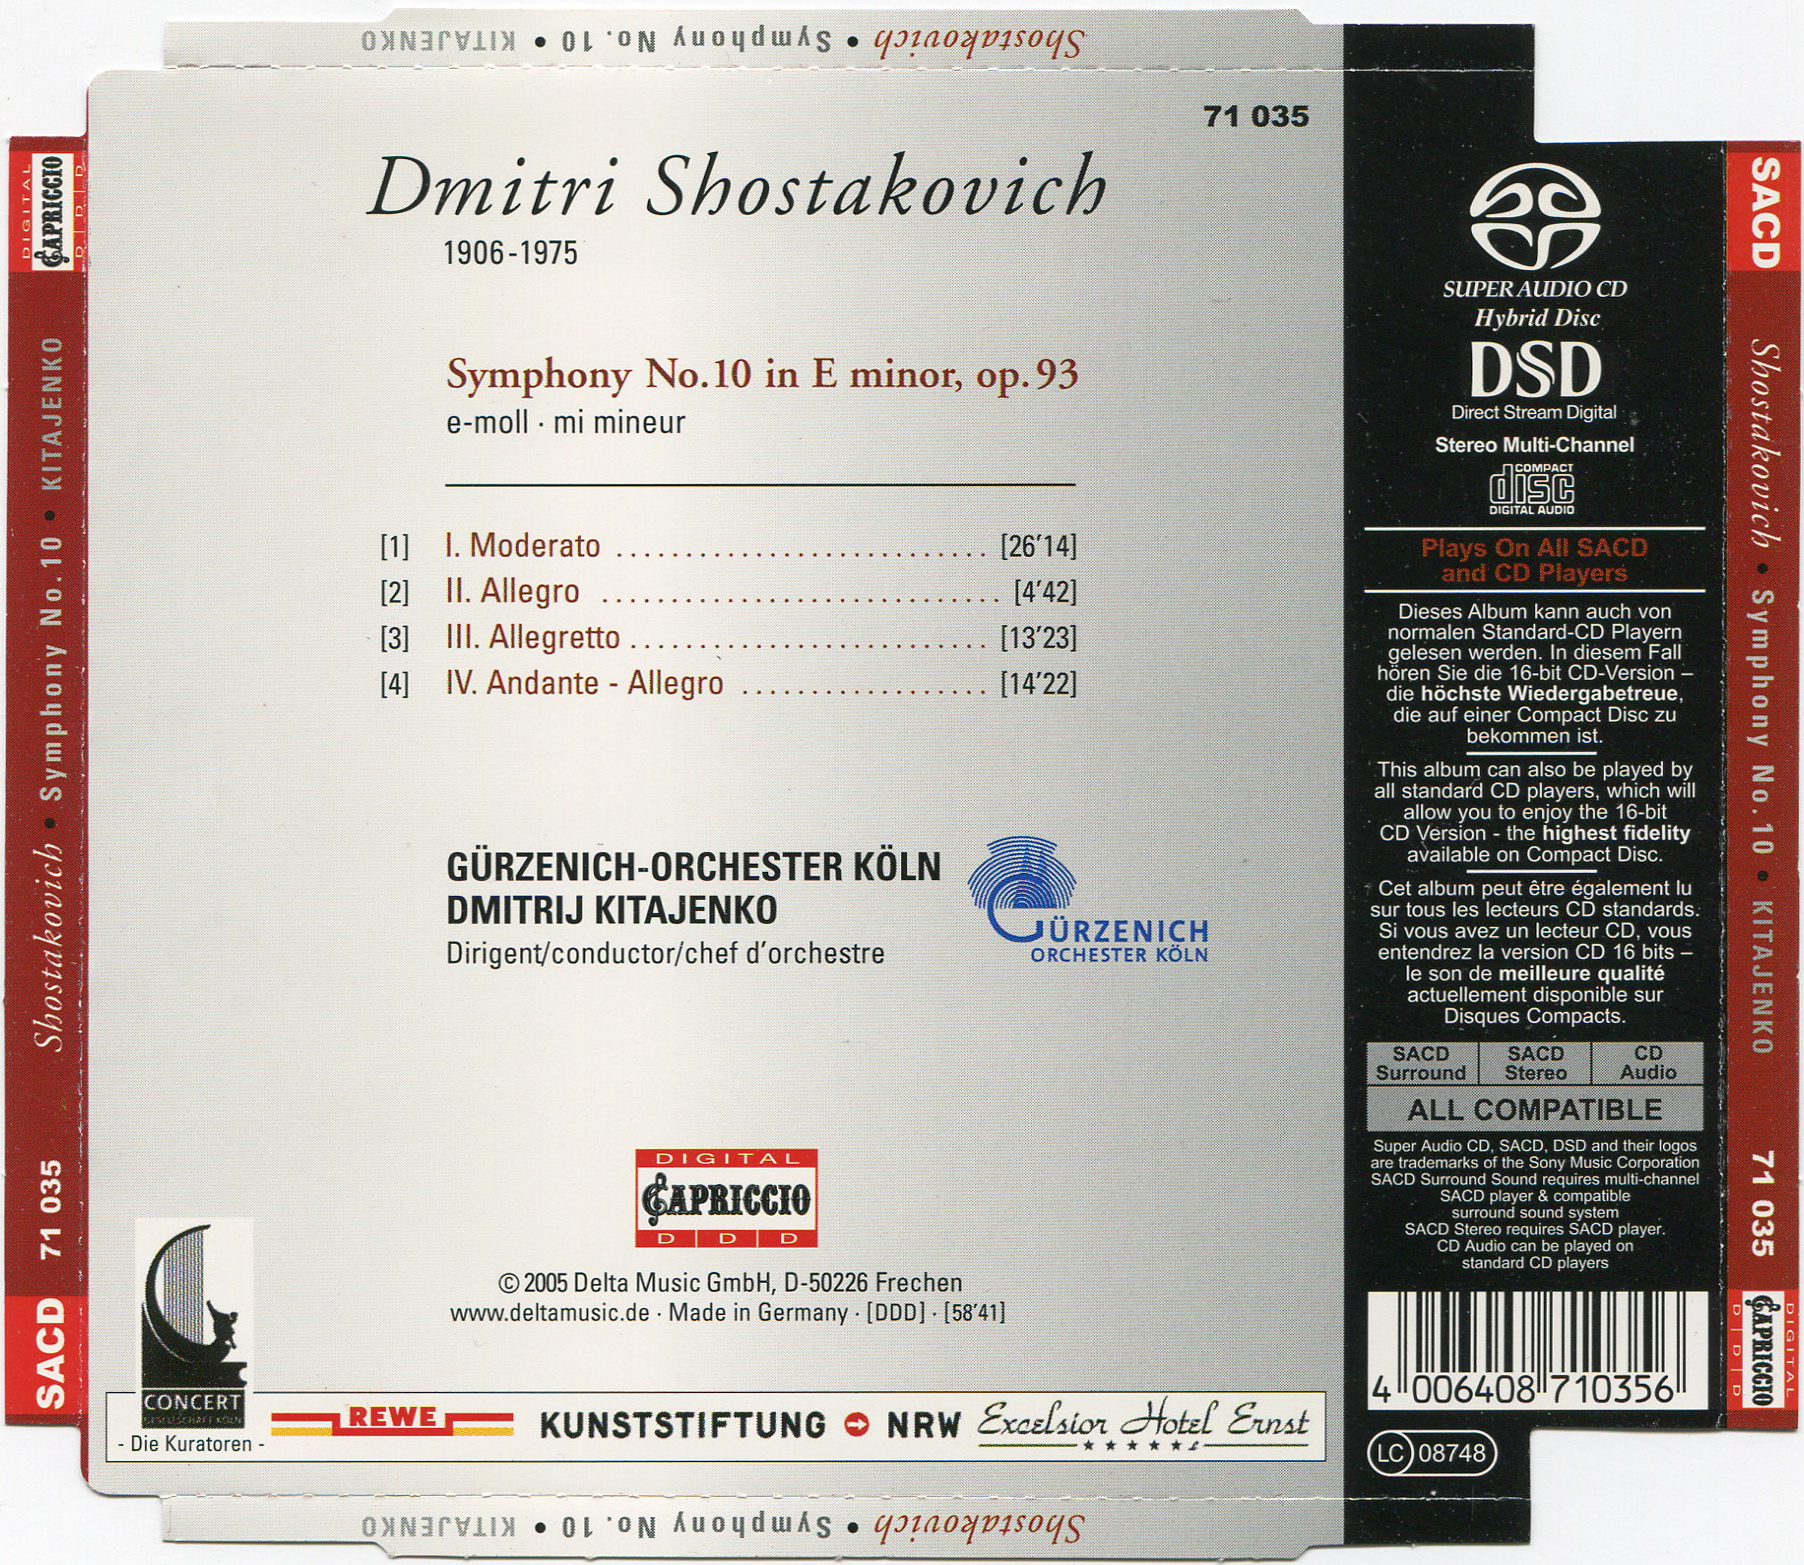 Shostakovich • Symphony No. 10 • KITAJENKO
71 035
Dmitri Shostakovich
1906-1975
Symphony No.10 in E minor, op.93
e-moll · mi mineur
[1] I. Moderato ............................ [26'14]
[2] II. Allegro .............................. [4'42]
[3] III. Allegretto ........................... [13'23]
[4] IV. Andante - Allegro ................... [14'22]
GÜRZENICH-ORCHESTER KÖLN
DMITRIJ KITAJENKO
Dirigent/conductor/chef d'orchestre
GÜRZENICH
ORCHESTER KÖLN
DIGITAL
CAPRICCIO
D | D | D
© 2005 Delta Music GmbH, D-50226 Frechen
www.deltamusic.de · Made in Germany · [DDD] · [58'41]
CONCERT
GESELLSCHAFT KÖLN
- Die Kuratoren -
REWE
KUNSTSTIFTUNG NRW
Excelsior Hotel Ernst
Shostakovich • Symphony No. 10 • KITAJENKO
DIGITAL
CAPRICCIO
D | D | D
SACD 71 035 Shostakovich • Symphony No. 10 • KITAJENKO
SUPER AUDIO CD
Hybrid Disc
DSD
Direct Stream Digital
Stereo Multi-Channel
COMPACT
disc
DIGITAL AUDIO
Plays On All SACD
and CD Players
Dieses Album kann auch von
normalen Standard-CD Playern
gelesen werden. In diesem Fall
hören Sie die 16-bit CD-Version –
die höchste Wiedergabetreue,
die auf einer Compact Disc zu
bekommen ist.
This album can also be played by
all standard CD players, which will
allow you to enjoy the 16-bit
CD Version - the highest fidelity
available on Compact Disc.
Cet album peut être également lu
sur tous les lecteurs CD standards.
Si vous avez un lecteur CD, vous
entendrez la version CD 16 bits –
le son de meilleure qualité
actuellement disponible sur
Disques Compacts.
SACD
Surround
SACD
Stereo
CD
Audio
ALL COMPATIBLE
Super Audio CD, SACD, DSD and their logos
are trademarks of the Sony Music Corporation
SACD Surround Sound requires multi-channel
SACD player & compatible
surround sound system
SACD Stereo requires SACD player.
CD Audio can be played on
standard CD players
4 006408 710356
LC 08748
SACD Shostakovich • Symphony No. 10 • KITAJENKO 71 035
DIGITAL
CAPRICCIO
D | D | D